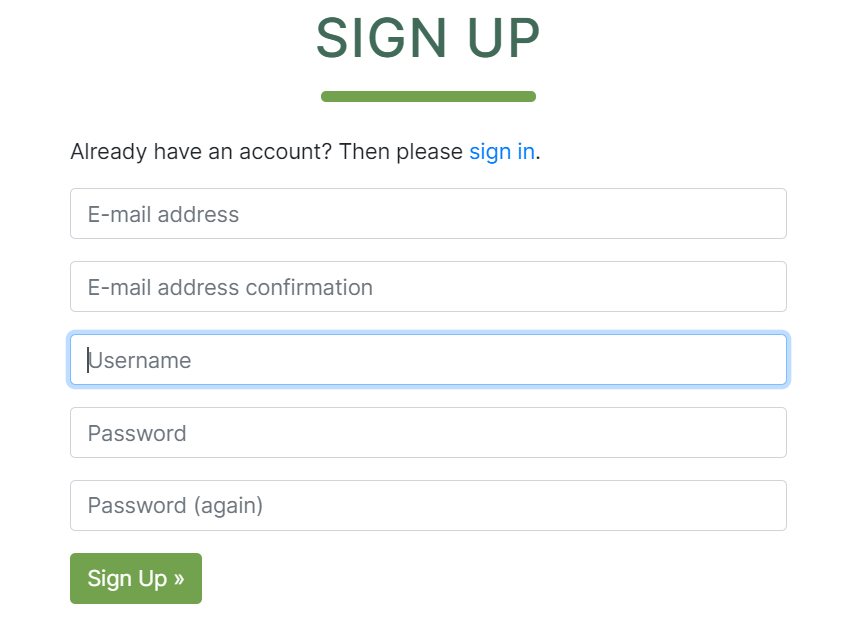 SIGN UP
Already have an account? Then please sign in.
E-mail address
E-mail address confirmation
Username
Password
Password (again)
Sign Up »